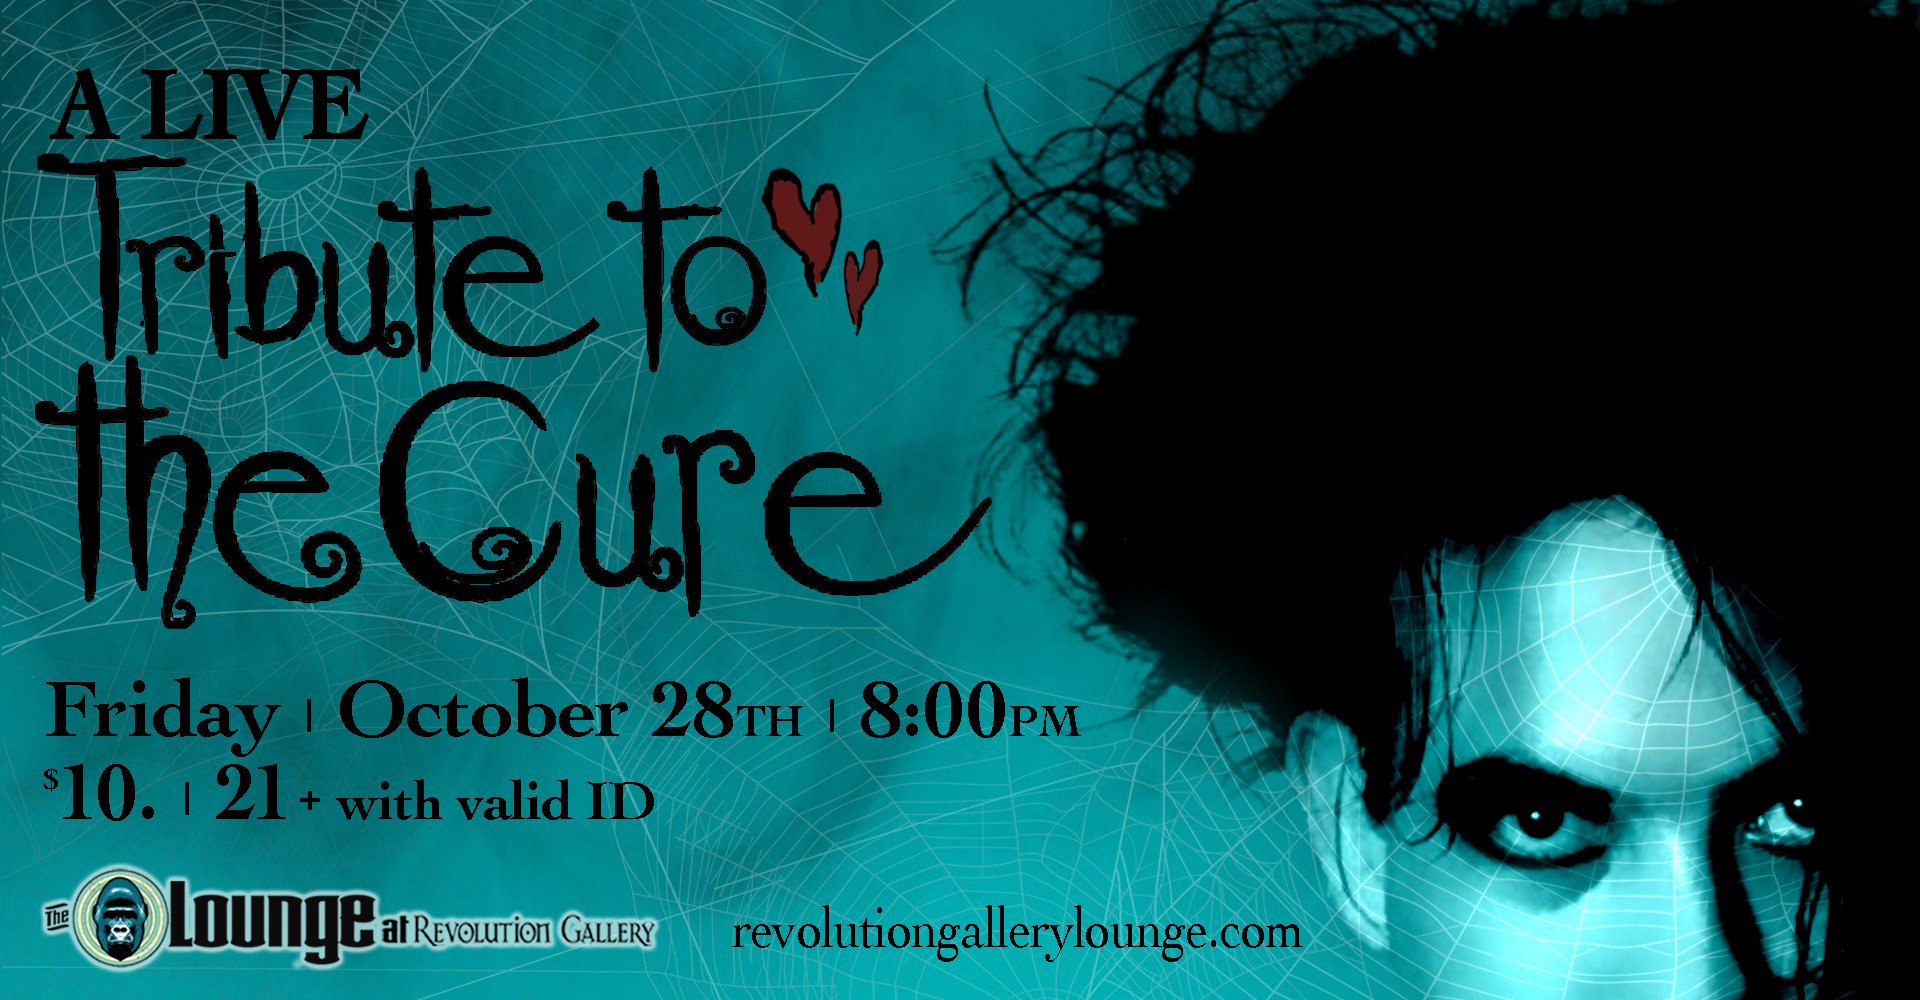 A LIVE
Tribute to
the Cure
Friday | October 28TH | 8:00PM
$10. | 21+ with valid ID
The Lounge at Revolution Gallery
revolutiongallerylounge.com